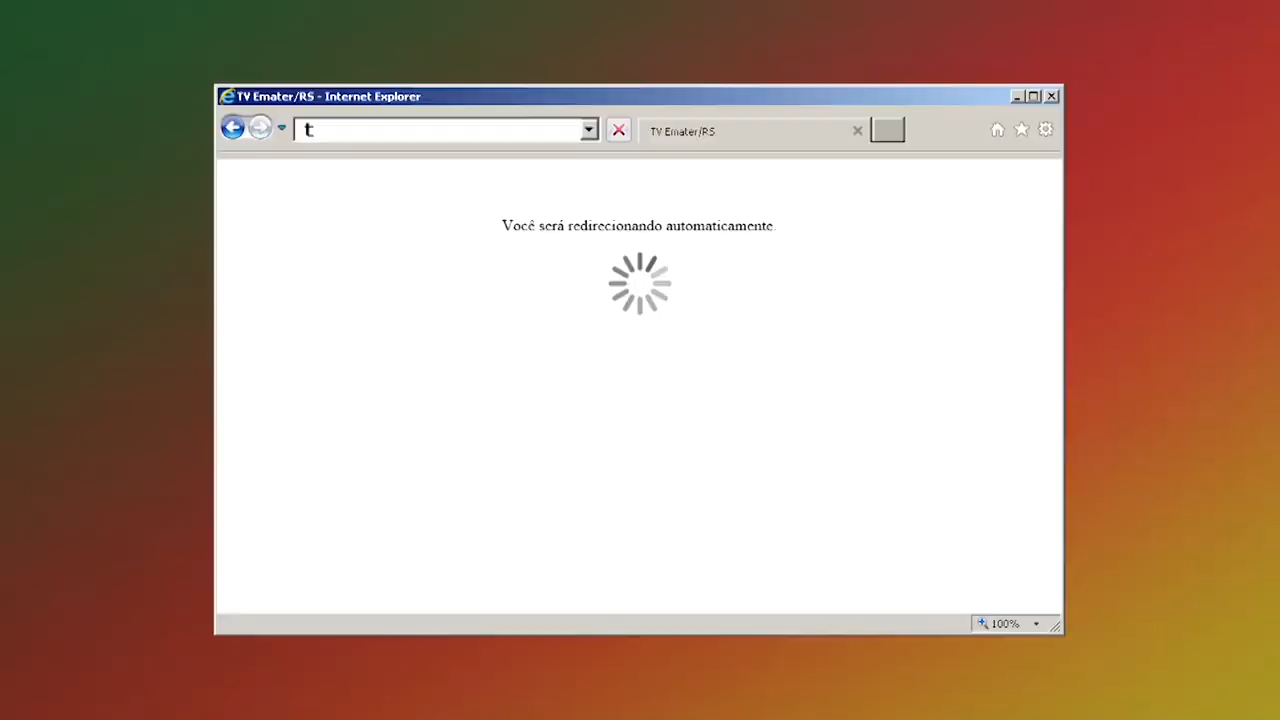 TV Emater/RS - Internet Explorer
t
TV Emater/RS
Você será redirecionando automaticamente.
100%